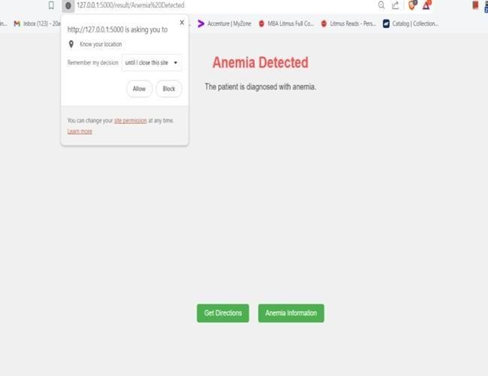 127.0.0.1:5000/result/Anemia%20Detected
Inbox (123) - 20a
Accenture | MyZone
MBA Litmus Full Co...
Litmus Reads - Pers...
Catalog | Collection...
http://127.0.0.1:5000 is asking you to
x
Know your location
Remember my decision
until I close this site
Allow
Block
You can change your site permission at any time.
Learn more
Anemia Detected
The patient is diagnosed with anemia.
Get Directions
Anemia Information